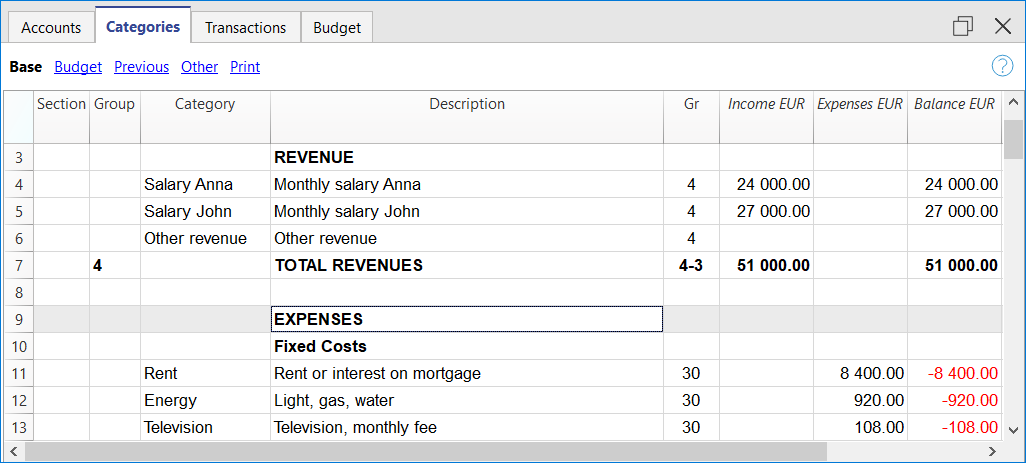 Accounts Categories Transactions Budget
Base Budget Previous Other Print ?
Section Group Category Description Gr Income EUR Expenses EUR Balance EUR
3 REVENUE
4 Salary Anna Monthly salary Anna 4 24 000.00 24 000.00
5 Salary John Monthly salary John 4 27 000.00 27 000.00
6 Other revenue Other revenue 4
7 4 TOTAL REVENUES 4-3 51 000.00 51 000.00
8
9 EXPENSES
10 Fixed Costs
11 Rent Rent or interest on mortgage 30 8 400.00 -8 400.00
12 Energy Light, gas, water 30 920.00 -920.00
13 Television Television, monthly fee 30 108.00 -108.00